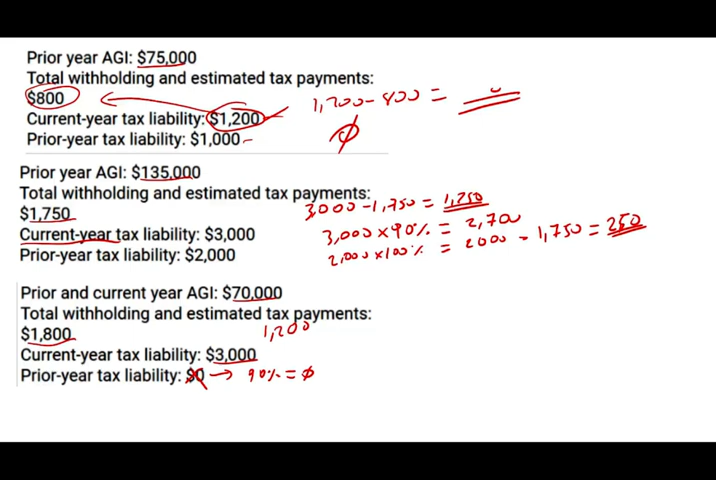 Prior year AGI: $75,000
Total withholding and estimated tax payments:
$800
1,200-800 =
Current-year tax liability: $1,200
Prior-year tax liability: $1,000
Prior year AGI: $135,000
Total withholding and estimated tax payments:
$1,750
3,000-1,750 = 1,250
Current-year tax liability: $3,000
3,000 x 90% = 2,700
Prior-year tax liability: $2,000
2,000 x 100% = 2000 - 1,750 = 250
Prior and current year AGI: $70,000
Total withholding and estimated tax payments:
$1,800
1,200
Current-year tax liability: $3,000
Prior-year tax liability: $0 → 90% = ϕ